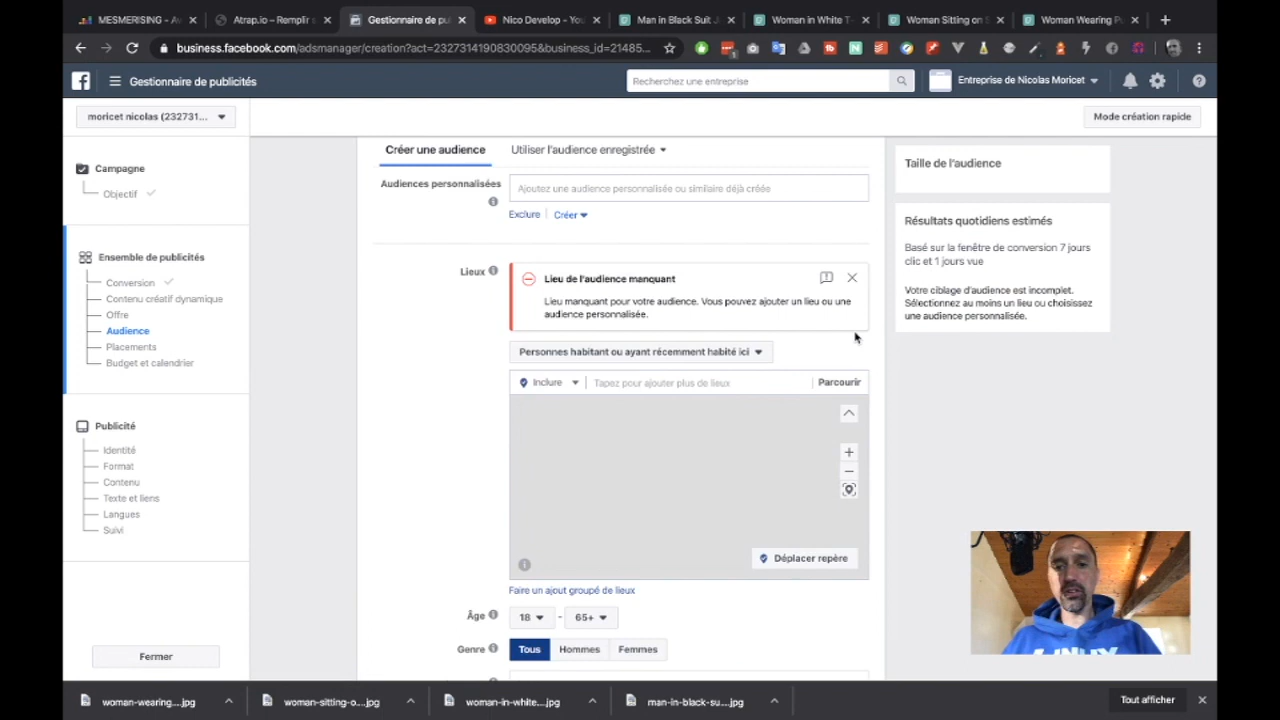 MESMERISING - Av
Atrap.io – Remplir s
Gestionnaire de pu
Nico Develop - You
Man in Black Suit J
Woman in White T-
Woman Sitting on S
Woman Wearing P
business.facebook.com/adsmanager/creation?act=2327314190830095&business_id=21485...
Gestionnaire de publicités
Recherchez une entreprise
Entreprise de Nicolas Moricet
moricet nicolas (232731...
Mode création rapide
Campagne
Objectif
Ensemble de publicités
Conversion
Contenu créatif dynamique
Offre
Audience
Placements
Budget et calendrier
Publicité
Identité
Format
Contenu
Texte et liens
Langues
Suivi
Fermer
Créer une audience
Utiliser l'audience enregistrée
Audiences personnalisées
Ajoutez une audience personnalisée ou similaire déjà créée
Exclure
Créer
Lieux
Lieu de l'audience manquant
Lieu manquant pour votre audience. Vous pouvez ajouter un lieu ou une
audience personnalisée.
Personnes habitant ou ayant récemment habité ici
Inclure
Tapez pour ajouter plus de lieux
Parcourir
Déplacer repère
Faire un ajout groupé de lieux
Âge
18 - 65+
Genre
Tous
Hommes
Femmes
Taille de l'audience
Résultats quotidiens estimés
Basé sur la fenêtre de conversion 7 jours
clic et 1 jours vue
Votre ciblage d'audience est incomplet.
Sélectionnez au moins un lieu ou choisissez
une audience personnalisée.
woman-wearing....jpg
woman-sitting-o....jpg
woman-in-white....jpg
man-in-black-su....jpg
Tout afficher